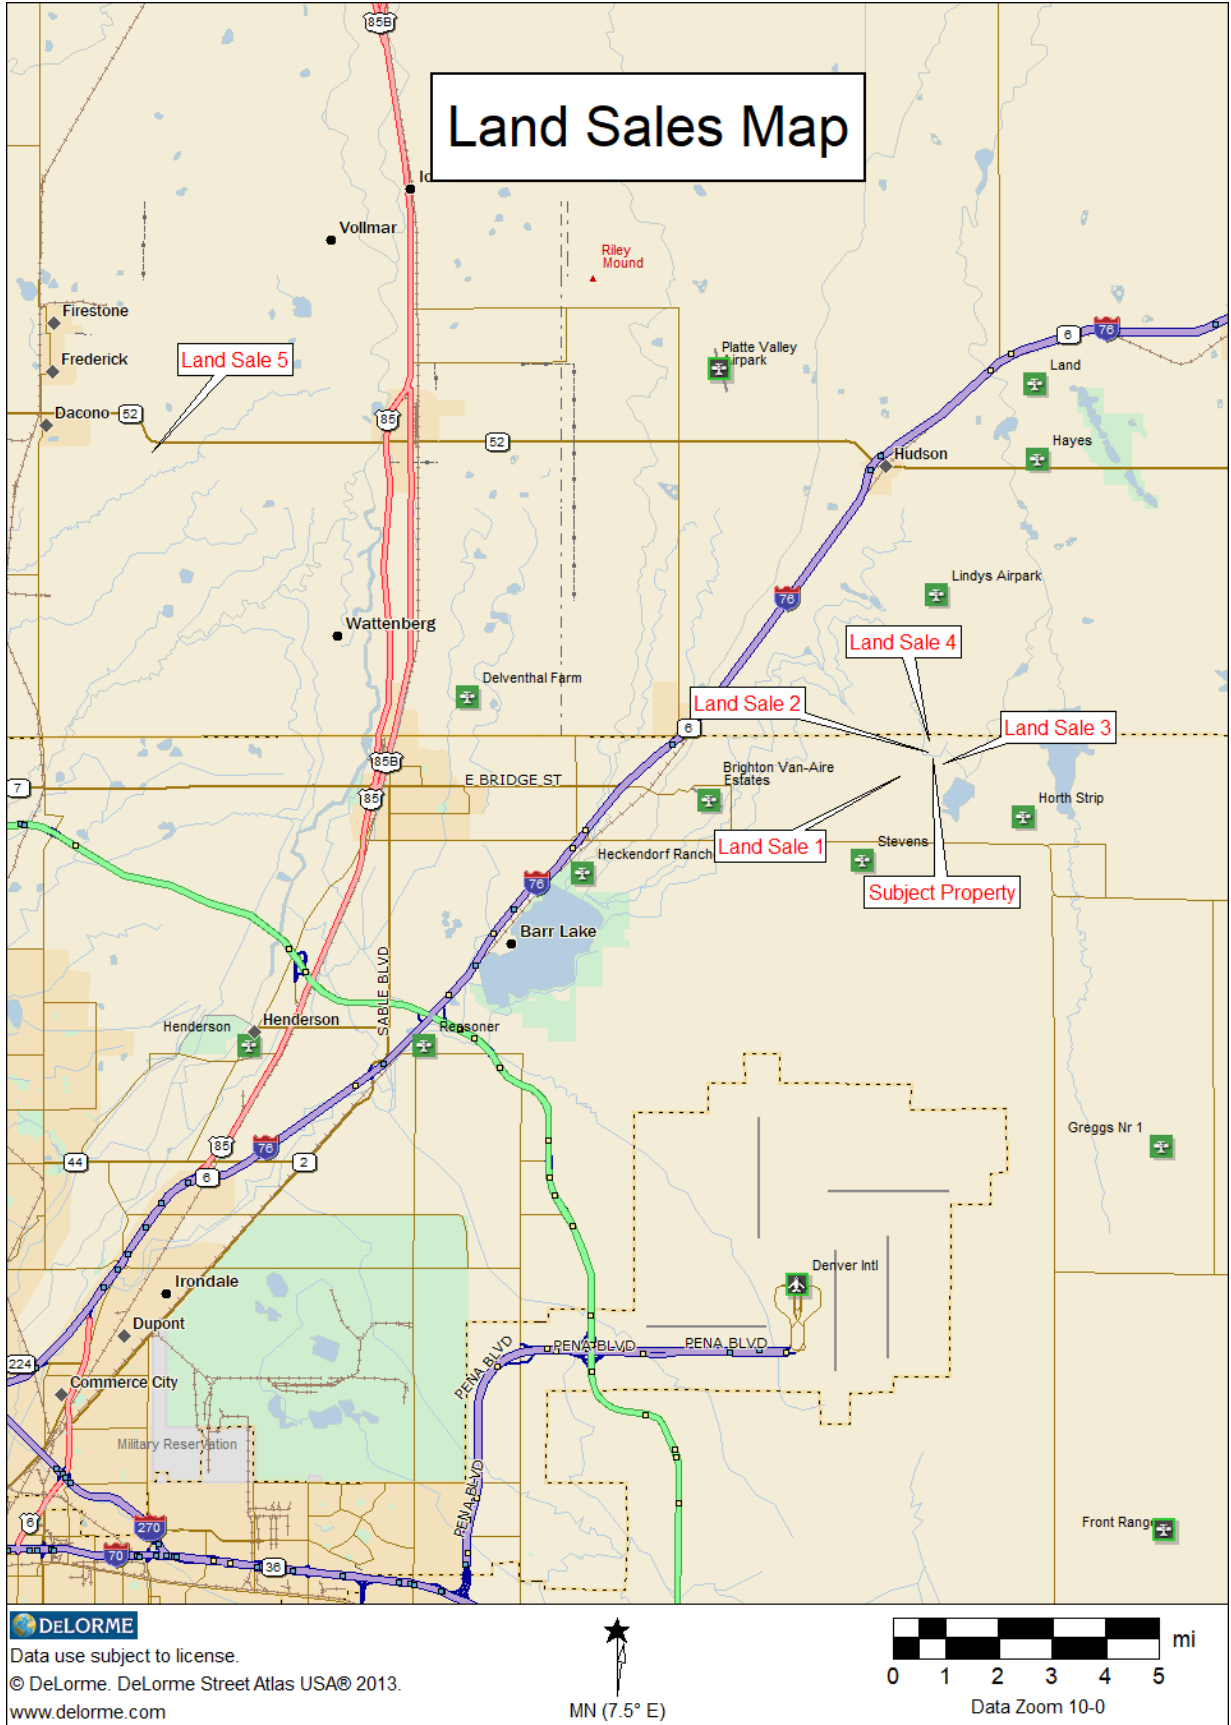 85B
Land Sales Map
Vollmar
Riley
Mound
Firestone
Frederick
Land Sale 5
Platte Valley
Airpark
6
76
Land
Dacono
52
85
52
Hayes
Hudson
Lindys Airpark
76
Wattenberg
Land Sale 4
Delventhal Farm
Land Sale 2
6
Land Sale 3
85B
Brighton Van-Aire
Estates
E BRIDGE ST
7
85
Horth Strip
Land Sale 1
Stevens
Heckendorf Ranch
76
Subject Property
Barr Lake
SABLE BLVD
Henderson
Henderson
Reasoner
85
76
44
2
6
Greggs Nr 1
Denver Intl
Irondale
Dupont
PENA BLVD
PENA BLVD
PENA BLVD
224
Commerce City
Military Reservation
PENA BLVD
6
270
70
36
Front Range
DELORME
Data use subject to license.
© DeLorme. DeLorme Street Atlas USA® 2013.
www.delorme.com
MN (7.5° E)
mi
0 1 2 3 4 5
Data Zoom 10-0